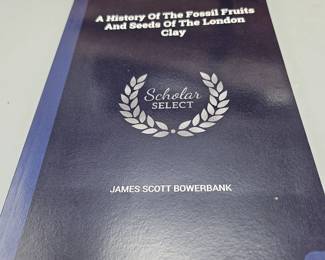 A History Of The Fossil Fruits
And Seeds Of The London
Clay
Scholar
SELECT
JAMES SCOTT BOWERBANK